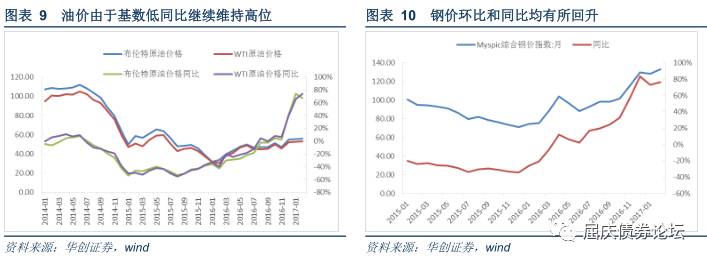 图表 9 油价由于基数低同比继续维持高位
布伦特原油价格 WTI原油价格
布伦特原油价格同比 WTI原油价格同比
120.00 100%
100.00 80%
80.00 60%
60.00 40%
40.00 20%
20.00 0%
0.00 -20%
-40%
-60%
-80%
2014-01 2014-03 2014-05 2014-07 2014-09 2014-11 2015-01 2015-03 2015-05 2015-07 2015-09 2015-11 2016-01 2016-03 2016-05 2016-07 2016-09 2016-11 2017-01
资料来源：华创证券，wind
图表 10 钢价环比和同比均有所回升
Myspic综合钢价指数:月 同比
140.00 100%
120.00 80%
100.00 60%
80.00 40%
60.00 20%
40.00 0%
20.00 -20%
0.00 -40%
-60%
2015-01 2015-03 2015-05 2015-07 2015-09 2015-11 2016-01 2016-03 2016-05 2016-07 2016-09 2016-11 2017-01
资料来源：华创证券，wind
屈庆债券论坛